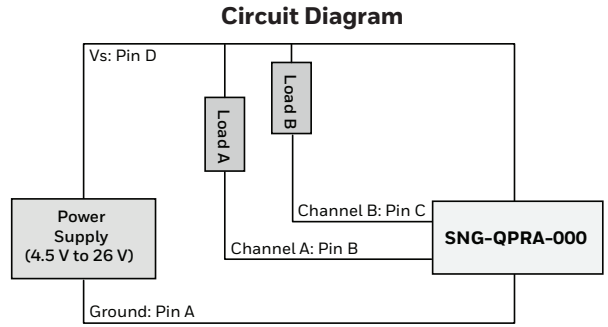 Circuit Diagram
Vs: Pin D
Load B
Load A
Channel B: Pin C
Power
Supply
(4.5 V to 26 V)
SNG-QPRA-000
Channel A: Pin B
Ground: Pin A